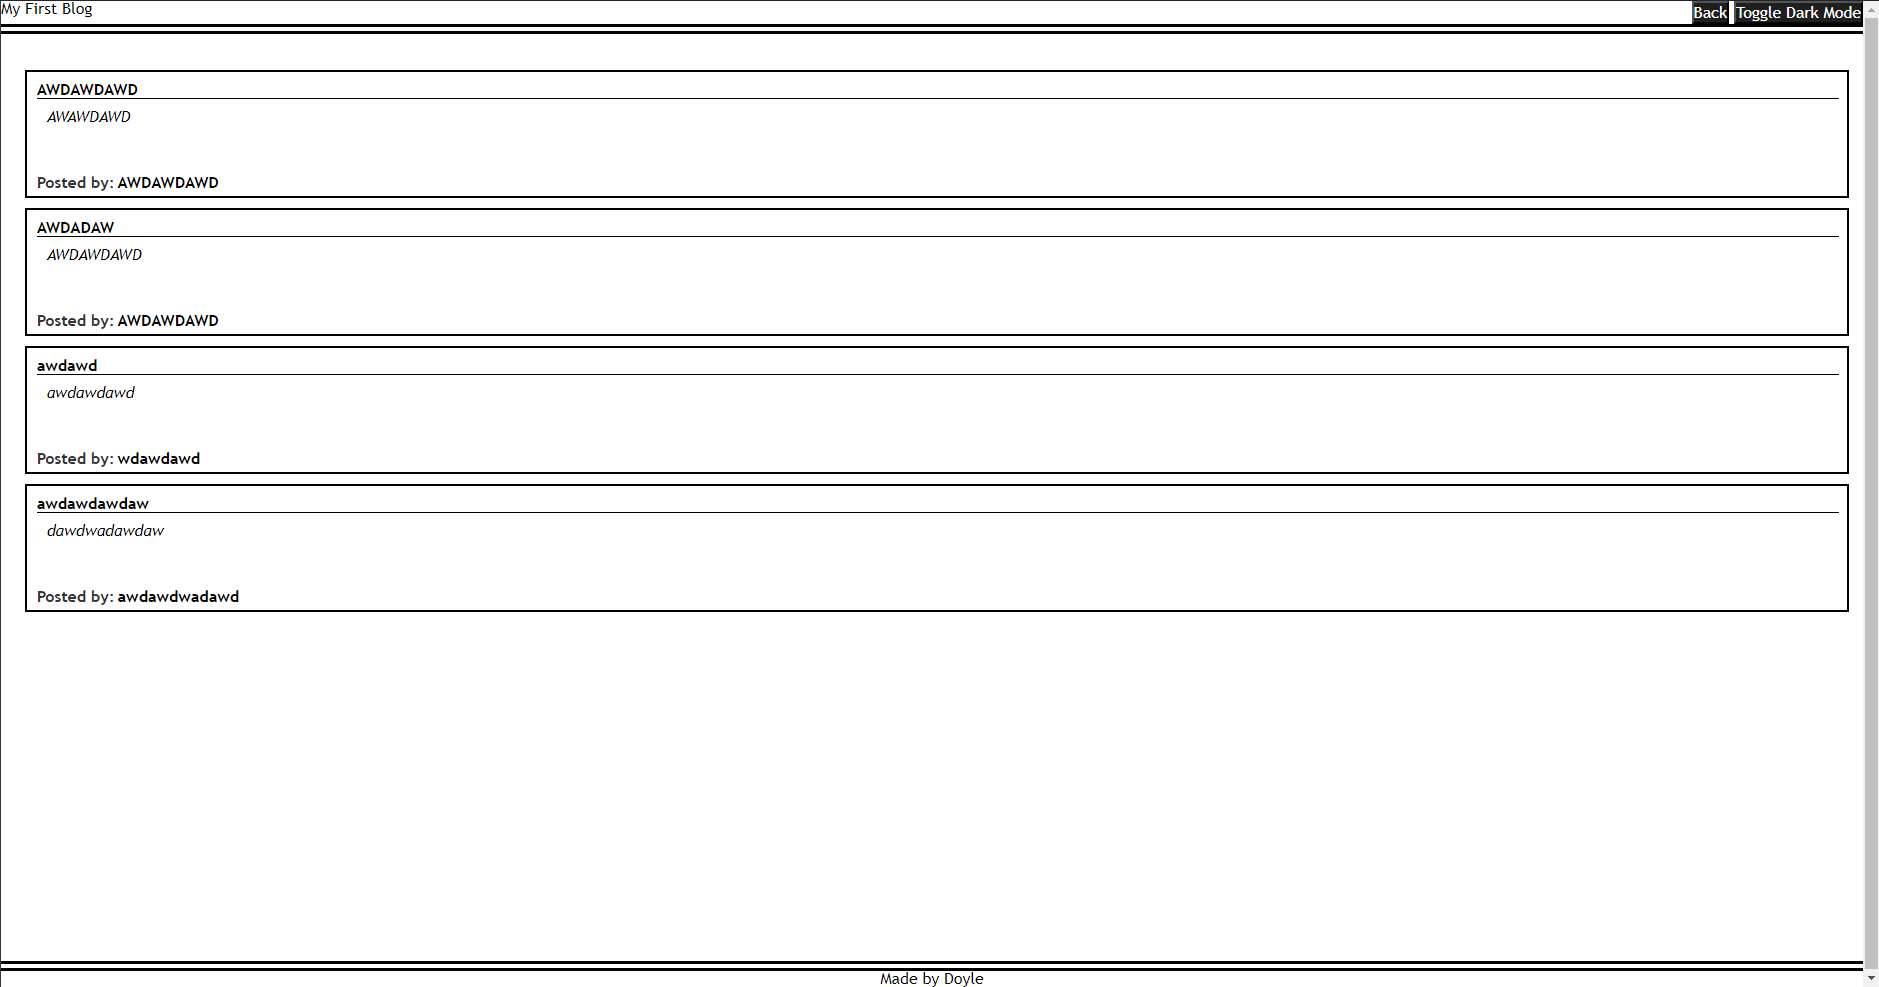 My First Blog
Back Toggle Dark Mode
AWDAWDAWD
AWAWDAWD
Posted by: AWDAWDAWD
AWDADAW
AWDAWDAWD
Posted by: AWDAWDAWD
awdawd
awdawdawd
Posted by: wdawdawd
awdawdawdaw
dawdwadawdaw
Posted by: awdawdwadawd
Made by Doyle